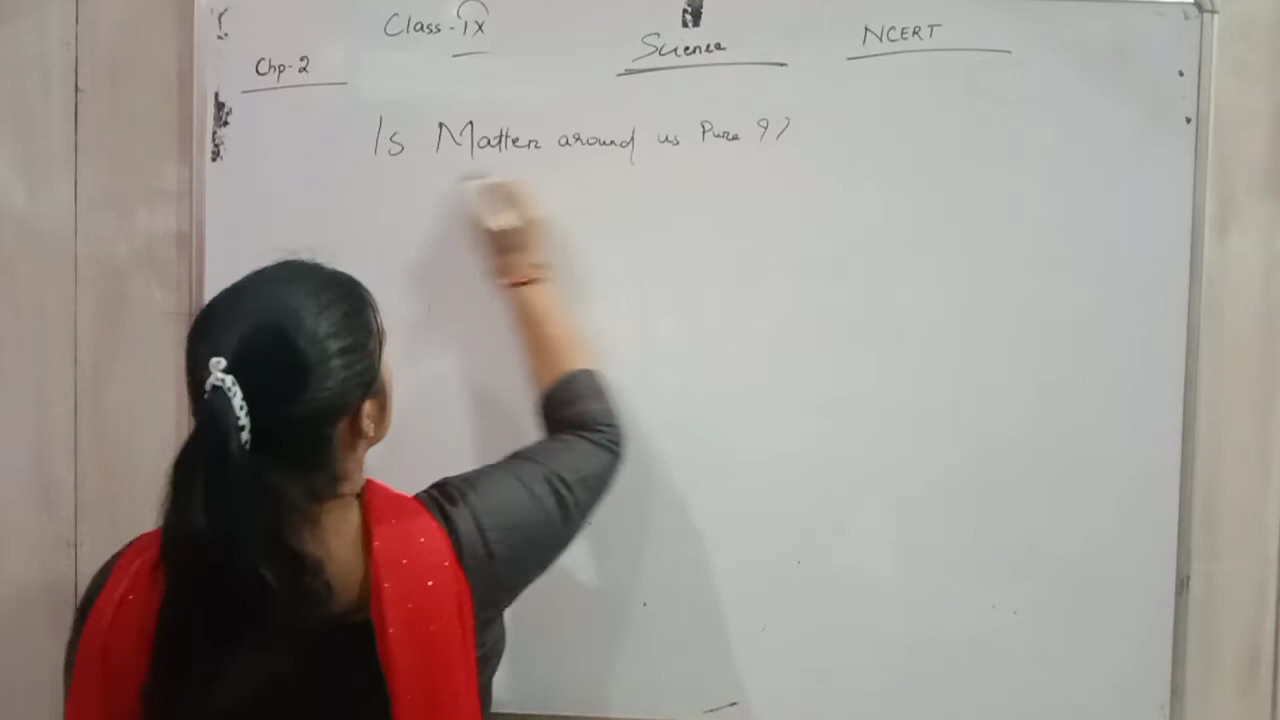 Class - IX Science NCERT
Chp-2
Is Matter around us Pure ??